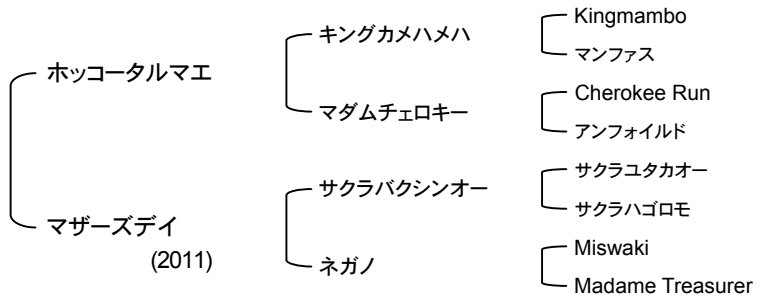 ホッコータルマエ
マザーズデイ
(2011)
キングカメハメハ
マダムチェロキー
サクラバクシンオー
ネガノ
Kingmambo
マンファス
Cherokee Run
アンフォイルド
サクラユタカオー
サクラハゴロモ
Miswaki
Madame Treasurer